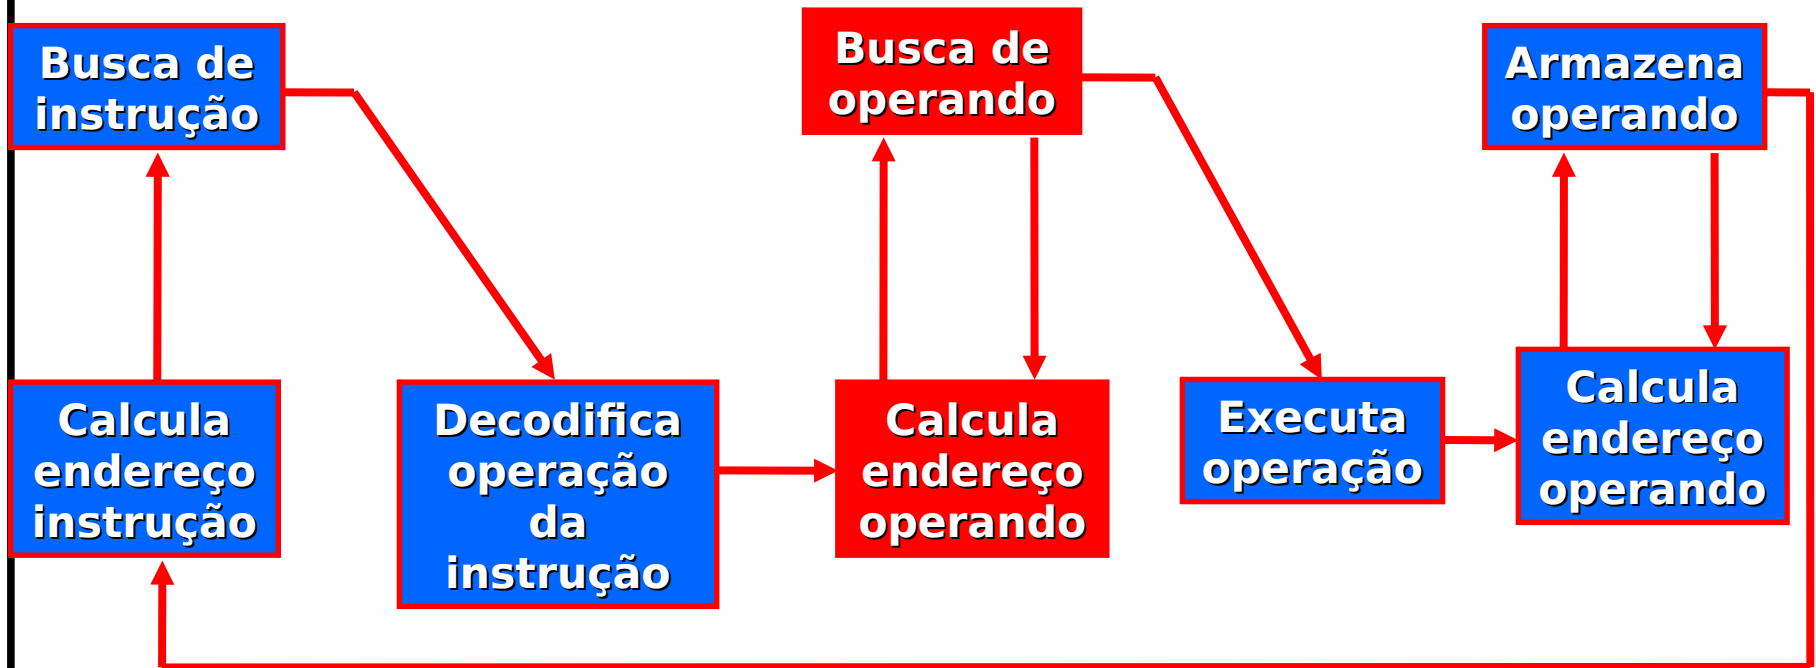 Busca de
instrução
Busca de
operando
Armazena
operando
Calcula
endereço
instrução
Decodifica
operação
da
instrução
Calcula
endereço
operando
Executa
operação
Calcula
endereço
operando